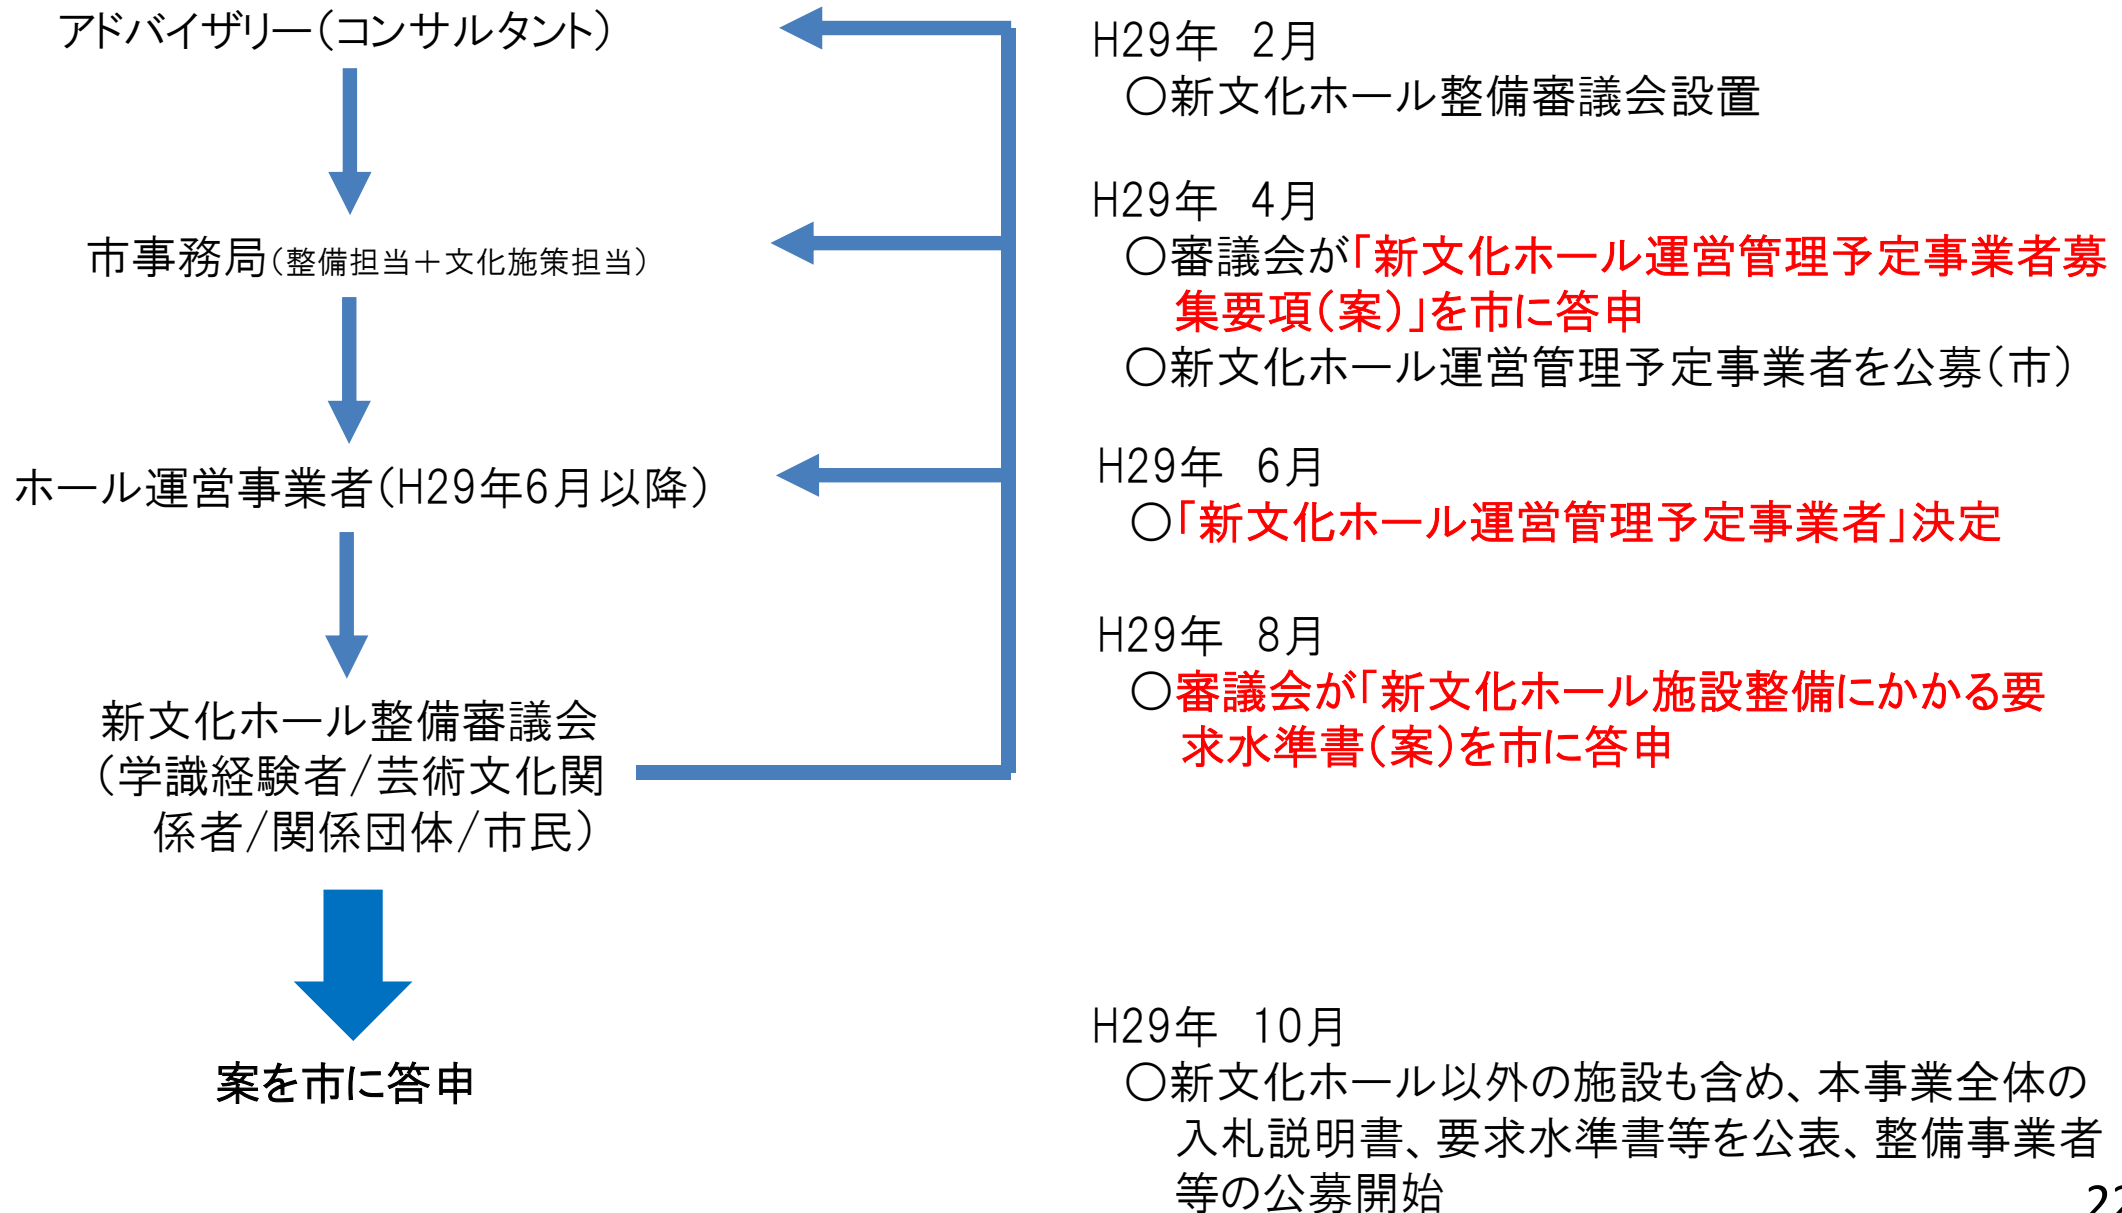 アドバイザリー（コンサルタント）
市事務局（整備担当＋文化施策担当）
ホール運営事業者（H29年6月以降）
新文化ホール整備審議会
（学識経験者/芸術文化関
係者/関係団体/市民）
案を市に答申
H29年　2月
○新文化ホール整備審議会設置
H29年　4月
○審議会が「新文化ホール運営管理予定事業者募
集要項（案）」を市に答申
○新文化ホール運営管理予定事業者を公募（市）
H29年　6月
○「新文化ホール運営管理予定事業者」決定
H29年　8月
○審議会が「新文化ホール施設整備にかかる要
求水準書（案）を市に答申
H29年　10月
○新文化ホール以外の施設も含め、本事業全体の
入札説明書、要求水準書等を公表、整備事業者
等の公募開始